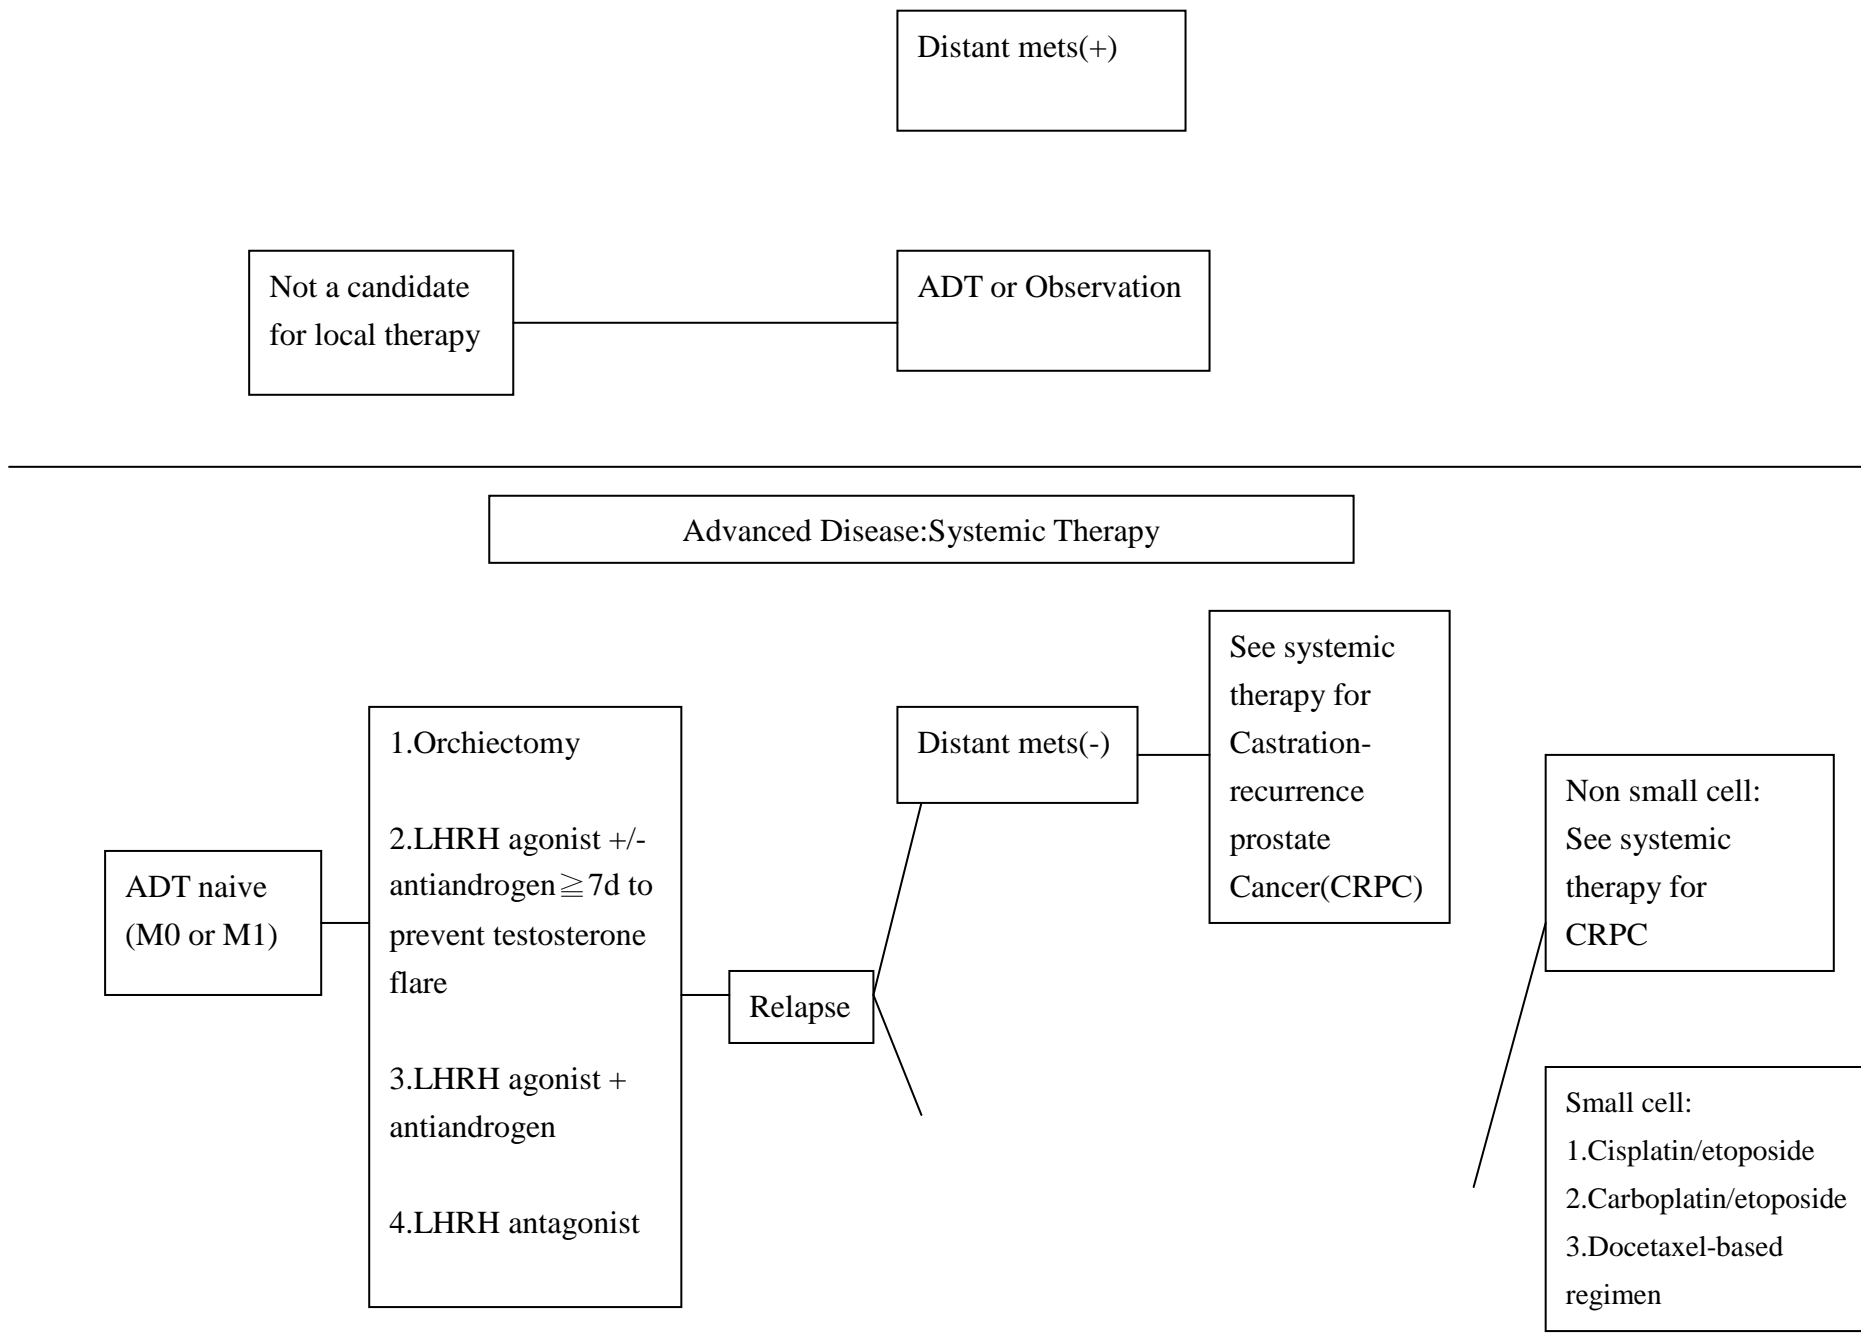 Distant mets(+)
Not a candidate
for local therapy
ADT or Observation
Advanced Disease:Systemic Therapy
ADT naive
(M0 or M1)
1.Orchiectomy
2.LHRH agonist +/-
antiandrogen≧7d to
prevent testosterone
flare
3.LHRH agonist +
antiandrogen
4.LHRH antagonist
Relapse
Distant mets(-)
See systemic
therapy for
Castration-
recurrence
prostate
Cancer(CRPC)
Non small cell:
See systemic
therapy for
CRPC
Small cell:
1.Cisplatin/etoposide
2.Carboplatin/etoposide
3.Docetaxel-based
regimen